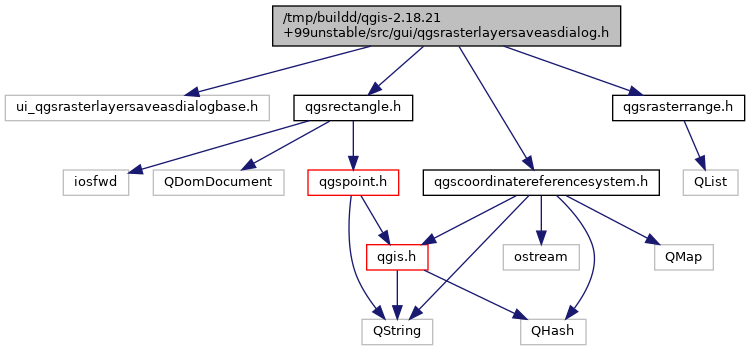 /tmp/buildd/qgis-2.18.21
+99unstable/src/gui/qgsrasterlayersaveasdialog.h
ui_qgsrasterlayersaveasdialogbase.h
qgsrectangle.h
qgsrasterrange.h
iosfwd
QDomDocument
qgspoint.h
qgscoordinatereferencesystem.h
QList
qgis.h
ostream
QMap
QString
QHash